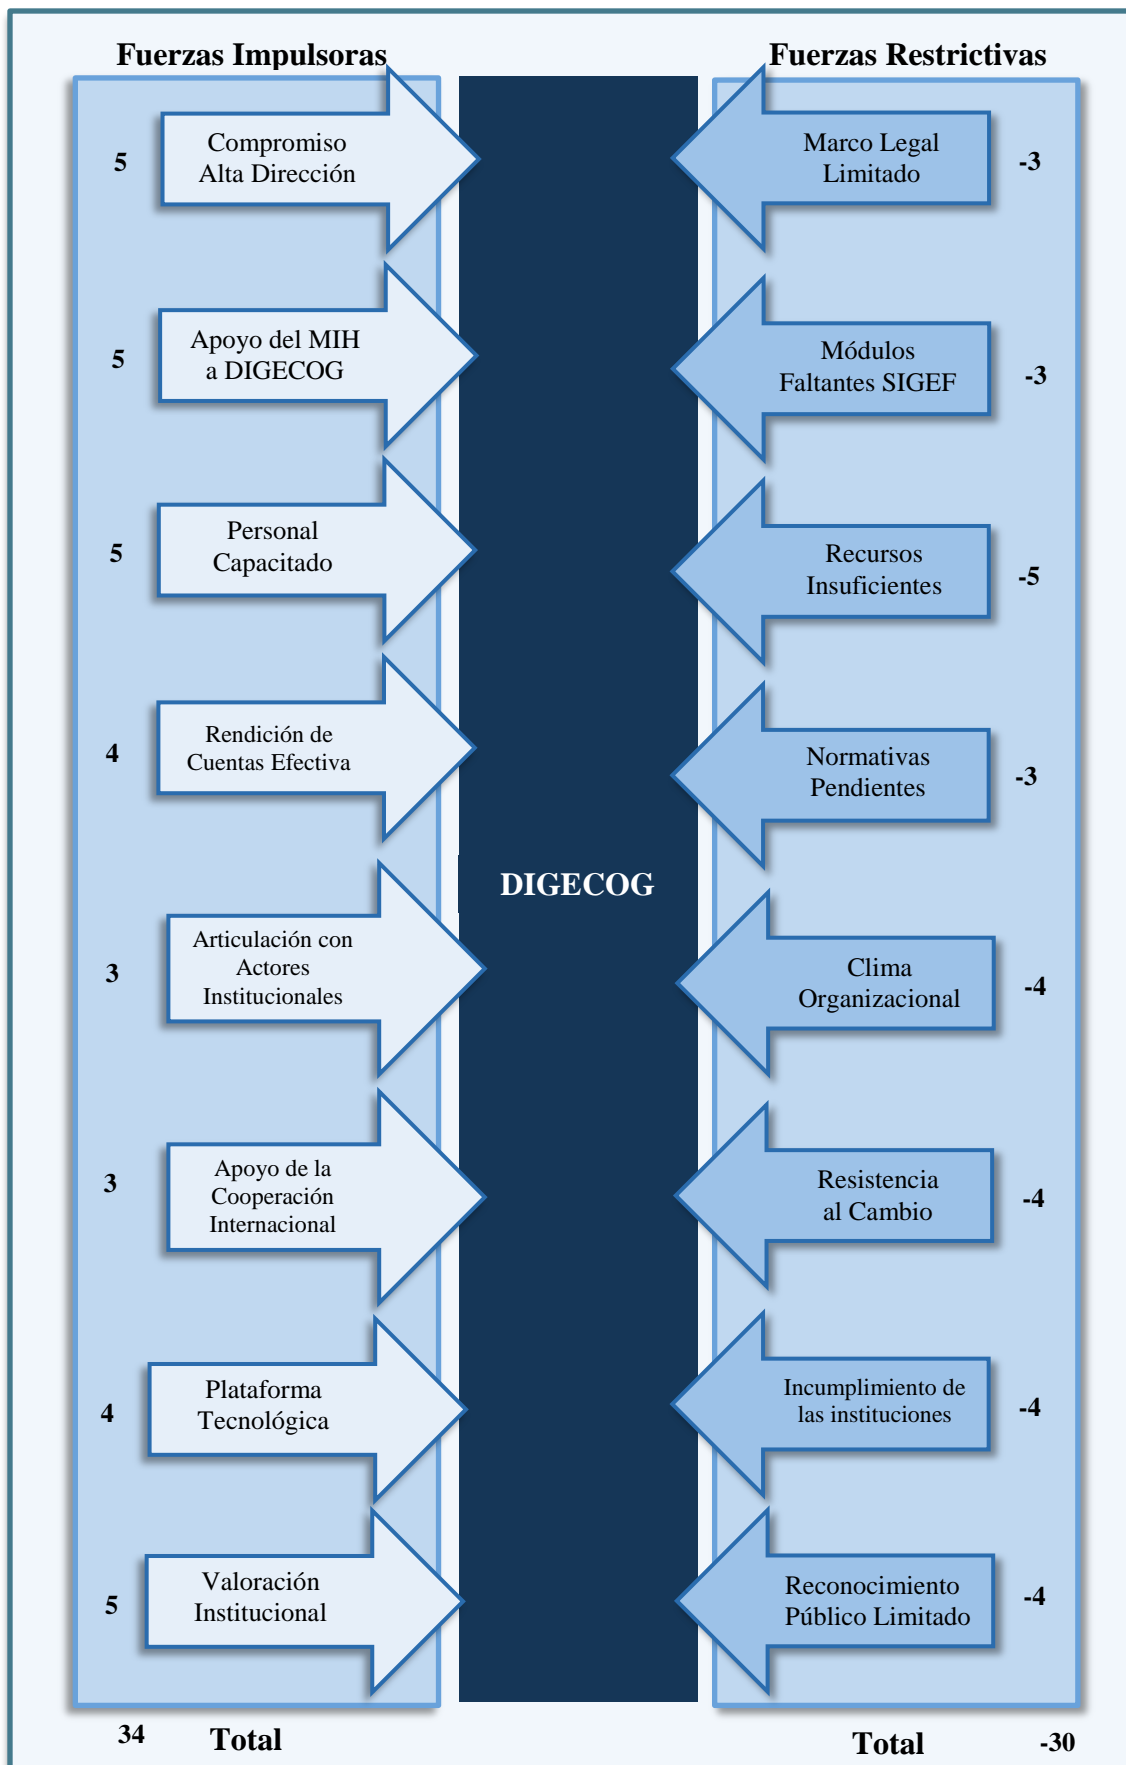 Fuerzas Impulsoras
5
Compromiso
Alta Dirección
5
Apoyo del MIH
a DIGECOG
5
Personal
Capacitado
4
Rendición de
Cuentas Efectiva
3
Articulación con
Actores
Institucionales
3
Apoyo de la
Cooperación
Internacional
4
Plataforma
Tecnológica
5
Valoración
Institucional
34
Total
DIGECOG
Fuerzas Restrictivas
Marco Legal
Limitado
-3
Módulos
Faltantes SIGEF
-3
Recursos
Insuficientes
-5
Normativas
Pendientes
-3
Clima
Organizacional
-4
Resistencia
al Cambio
-4
Incumplimiento de
las instituciones
-4
Reconocimiento
Público Limitado
-4
Total
-30